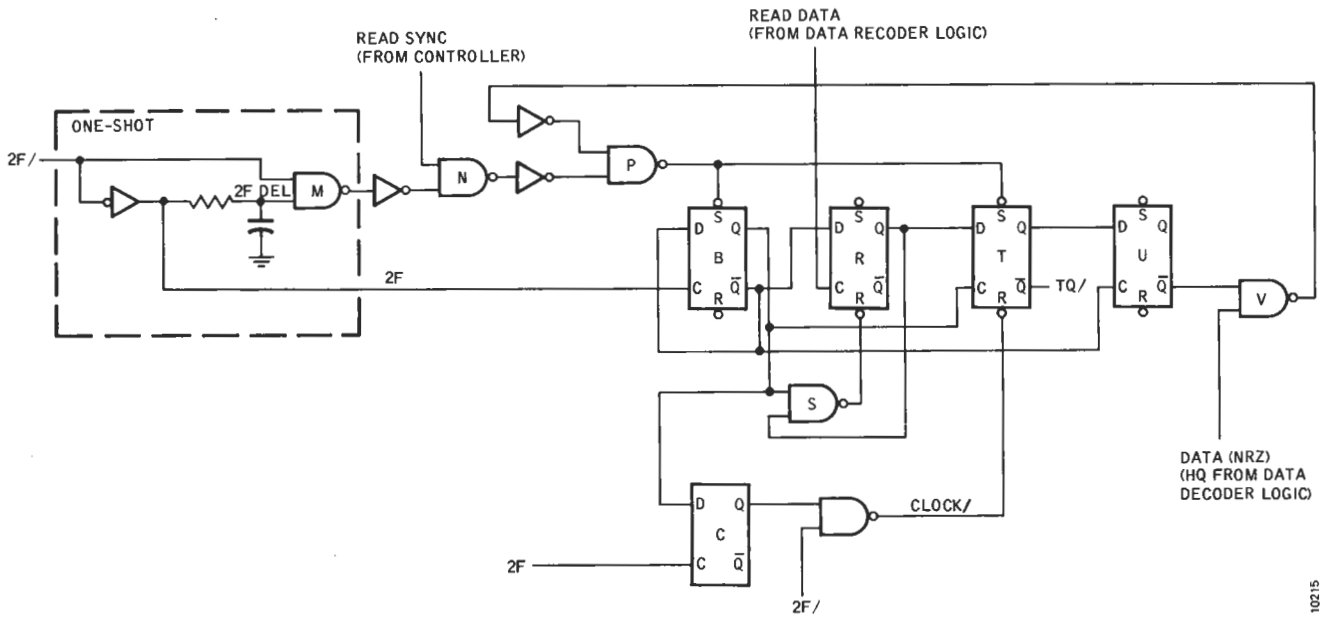 READ DATA
(FROM DATA RECODER LOGIC)
READ SYNC
(FROM CONTROLLER)
ONE-SHOT
2F/
2F DEL
M
N
P
2F
D S Q
B
C R Q̅
D S Q
R
C R Q̅
D S Q
T
C R Q̅
TQ/
D S Q
U
C R Q̅
V
S
DATA (NRZ)
(HQ FROM DATA
DECODER LOGIC)
D Q
C
C Q̅
CLOCK/
2F
2F/
10215